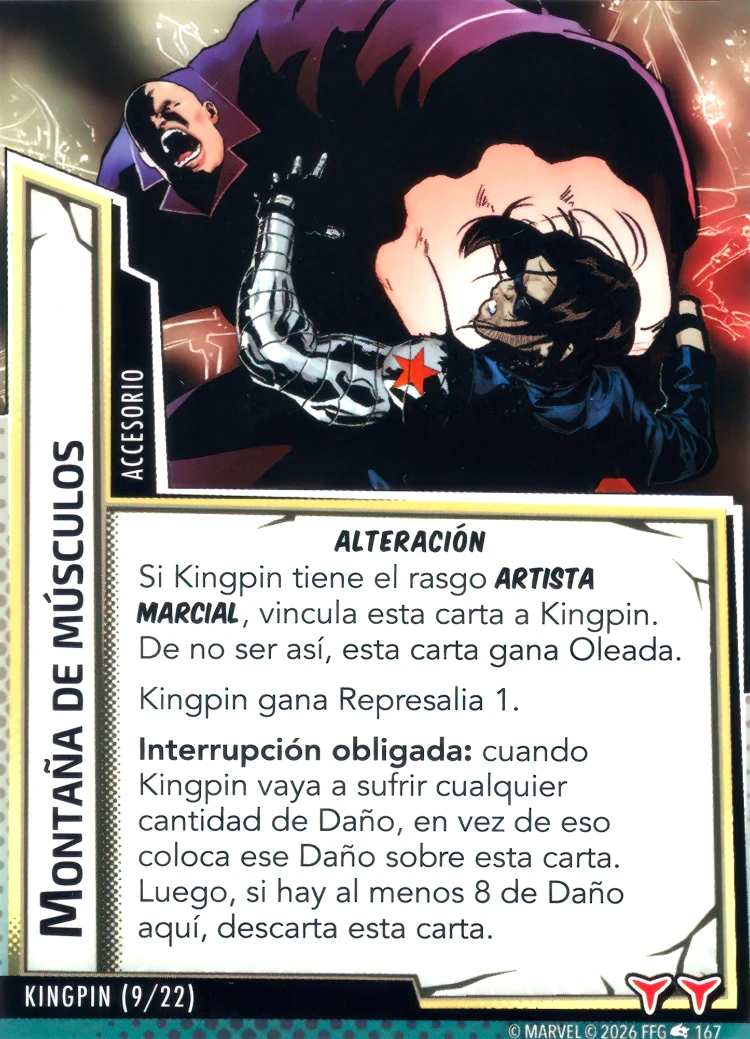 ACCESORIO
MONTAÑA DE MÚSCULOS
ALTERACIÓN
Si Kingpin tiene el rasgo ARTISTA
MARCIAL, vincula esta carta a Kingpin.
De no ser así, esta carta gana Oleada.
Kingpin gana Represalia 1.
Interrupción obligada: cuando
Kingpin vaya a sufrir cualquier
cantidad de Daño, en vez de eso
coloca ese Daño sobre esta carta.
Luego, si hay al menos 8 de Daño
aquí, descarta esta carta.
KINGPIN (9/22)
© MARVEL © 2026 FFG 167